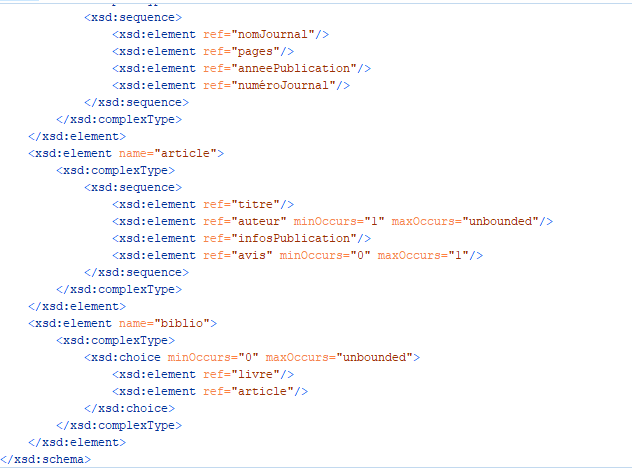 <xsd:sequence>
<xsd:element ref="nomJournal"/>
<xsd:element ref="pages"/>
<xsd:element ref="anneePublication"/>
<xsd:element ref="numéroJournal"/>
</xsd:sequence>
</xsd:complexType>
</xsd:element>
<xsd:element name="article">
<xsd:complexType>
<xsd:sequence>
<xsd:element ref="titre"/>
<xsd:element ref="auteur" minOccurs="1" maxOccurs="unbounded"/>
<xsd:element ref="infosPublication"/>
<xsd:element ref="avis" minOccurs="0" maxOccurs="1"/>
</xsd:sequence>
</xsd:complexType>
</xsd:element>
<xsd:element name="biblio">
<xsd:complexType>
<xsd:choice minOccurs="0" maxOccurs="unbounded">
<xsd:element ref="livre"/>
<xsd:element ref="article"/>
</xsd:choice>
</xsd:complexType>
</xsd:element>
</xsd:schema>